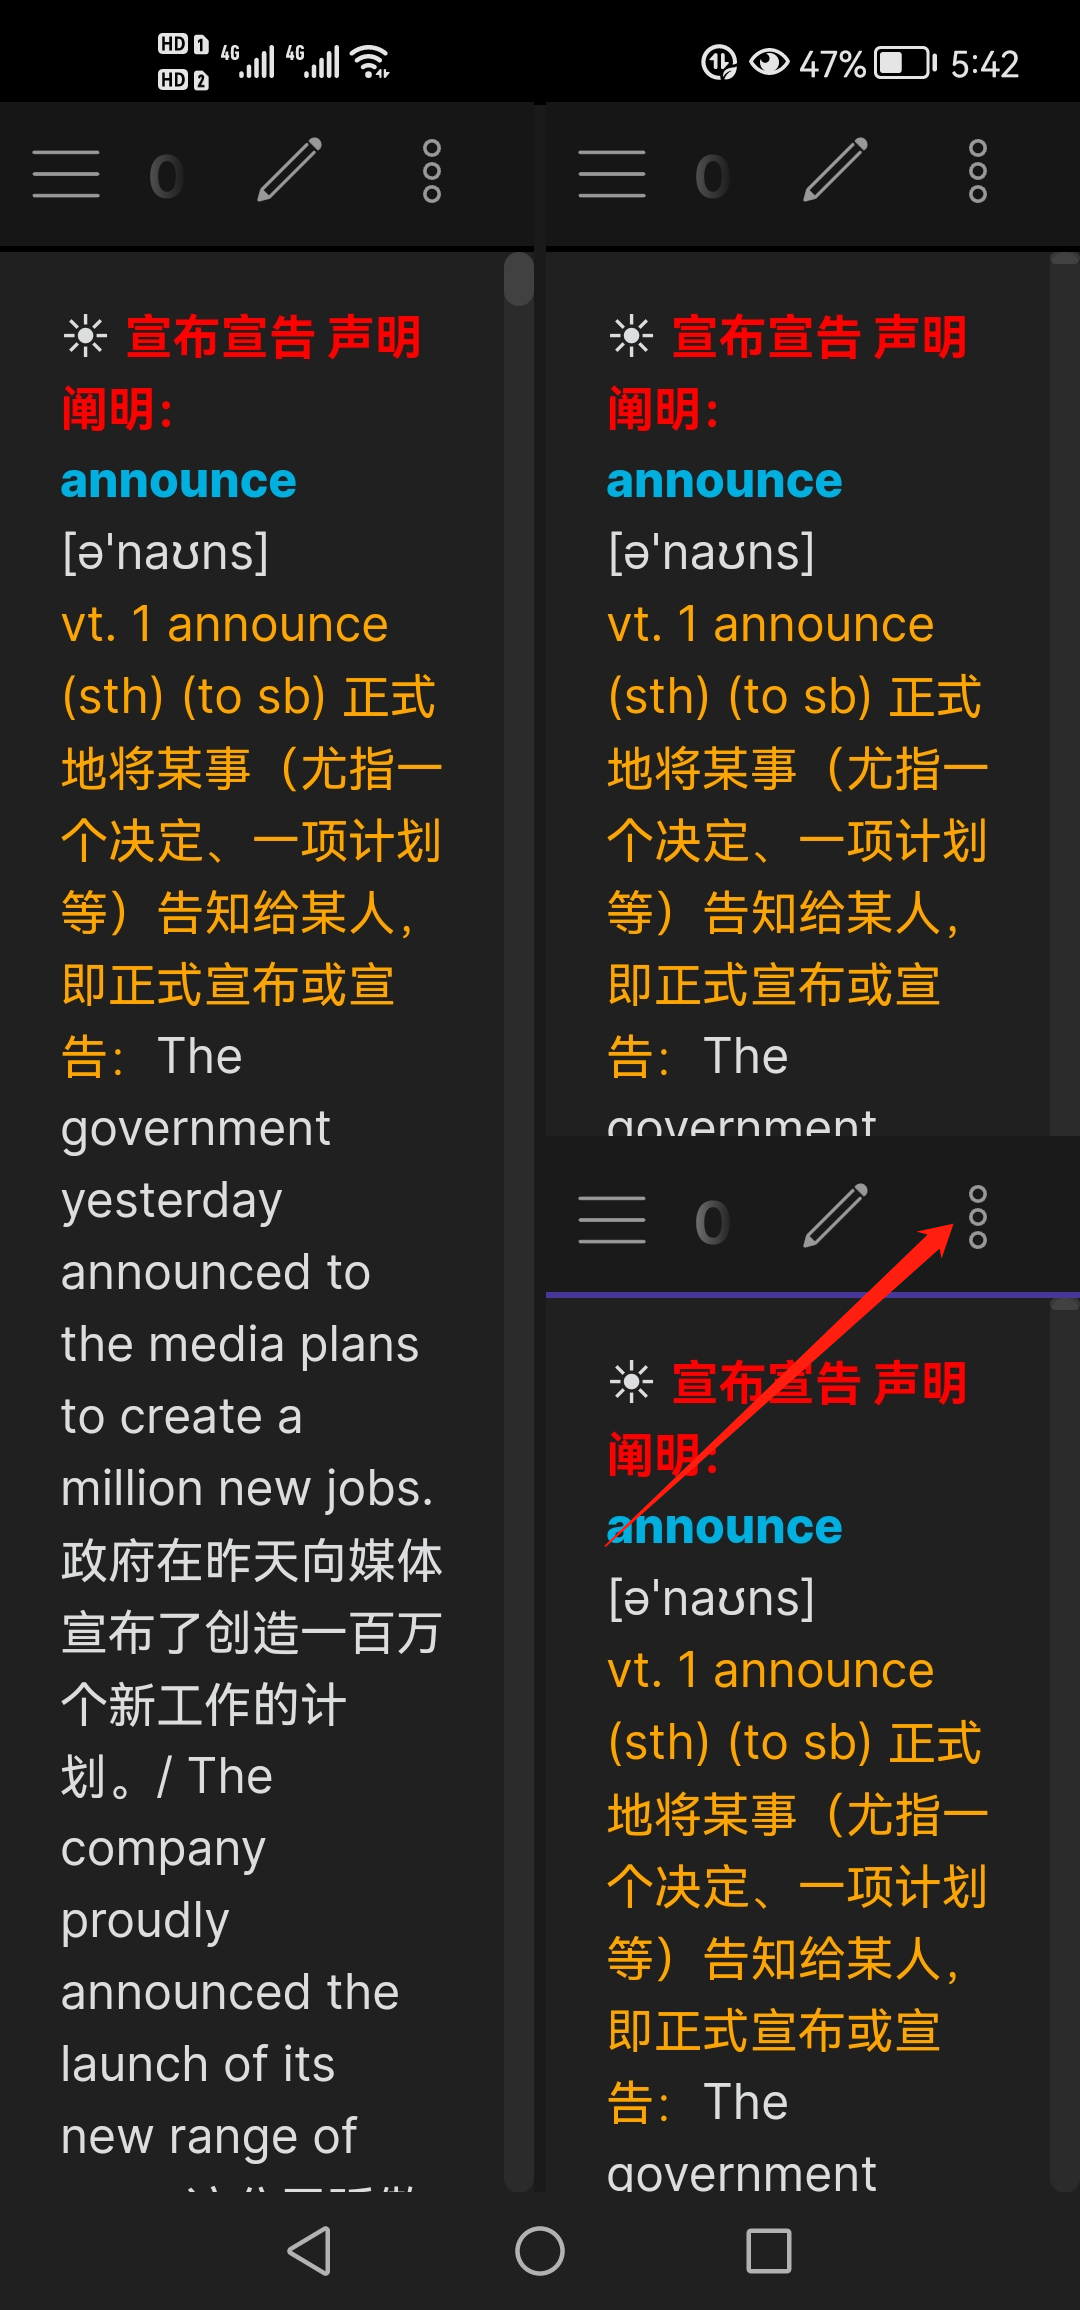 HD 1
HD 2
4G
4G
47%
5:42
0
☀ 宣布宣告 声明
阐明：
announce
[ə'naʊns]
vt. 1 announce
(sth) (to sb) 正式
地将某事（尤指一
个决定、一项计划
等）告知给某人，
即正式宣布或宣
告： The
government
yesterday
announced to
the media plans
to create a
million new jobs.
政府在昨天向媒体
宣布了创造一百万
个新工作的计
划。/ The
company
proudly
announced the
launch of its
new range of
0
☀ 宣布宣告 声明
阐明：
announce
[ə'naʊns]
vt. 1 announce
(sth) (to sb) 正式
地将某事（尤指一
个决定、一项计划
等）告知给某人，
即正式宣布或宣
告： The
government
0
☀ 宣布宣告 声明
阐明：
announce
[ə'naʊns]
vt. 1 announce
(sth) (to sb) 正式
地将某事（尤指一
个决定、一项计划
等）告知给某人，
即正式宣布或宣
告： The
government